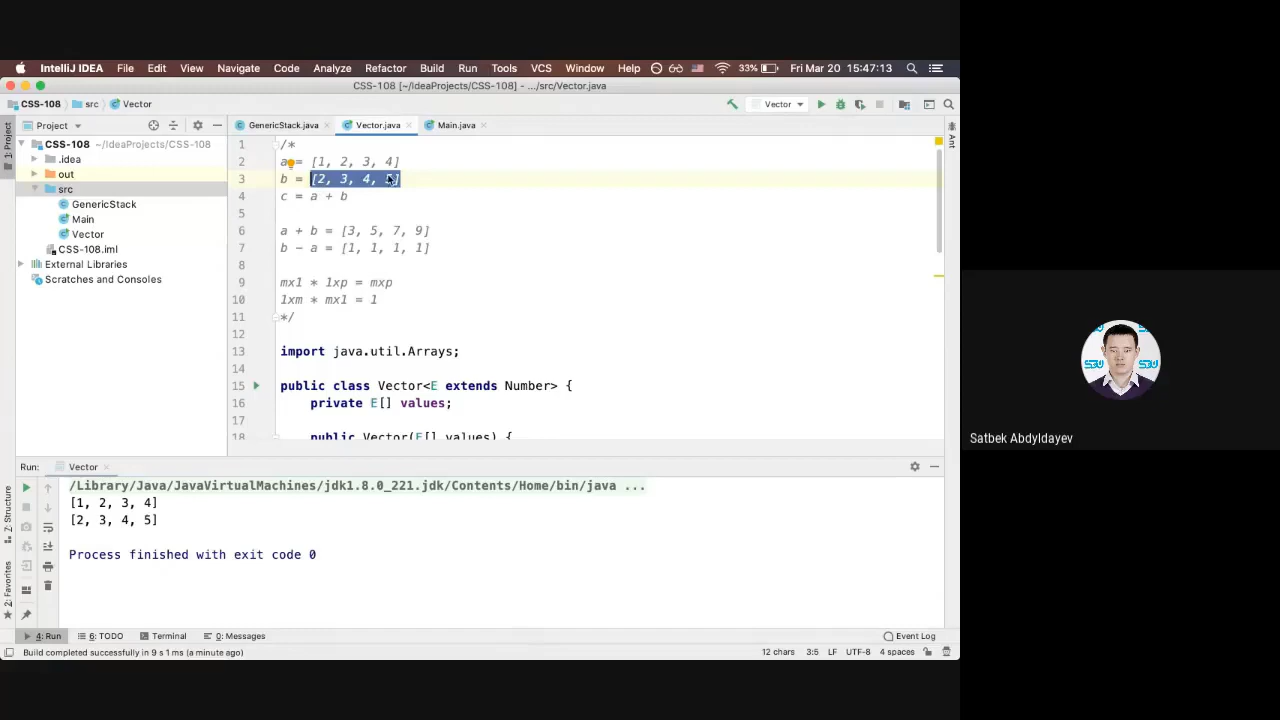 IntelliJ IDEA File Edit View Navigate Code Analyze Refactor Build Run Tools VCS Window Help 33% Fri Mar 20 15:47:13
CSS-108 [~/IdeaProjects/CSS-108] - .../src/Vector.java
CSS-108 src Vector Vector
Project GenericStack.java Vector.java Main.java
1: Project
Ant
CSS-108 ~/IdeaProjects/CSS-108
.idea
out
src
GenericStack
Main
Vector
CSS-108.iml
External Libraries
Scratches and Consoles
1 /*
2 a = [1, 2, 3, 4]
3 b = [2, 3, 4, 5]
4 c = a + b
5
6 a + b = [3, 5, 7, 9]
7 b - a = [1, 1, 1, 1]
8
9 mx1 * 1xp = mxp
10 1xm * mx1 = 1
11 */
12
13 import java.util.Arrays;
14
15 public class Vector<E extends Number> {
16 private E[] values;
17
18 public Vector(E[] values) {
Satbek Abdyldayev
Run: Vector
/Library/Java/JavaVirtualMachines/jdk1.8.0_221.jdk/Contents/Home/bin/java ...
[1, 2, 3, 4]
[2, 3, 4, 5]
Process finished with exit code 0
7: Structure
2: Favorites
4: Run 6: TODO Terminal 0: Messages Event Log
Build completed successfully in 9 s 1 ms (a minute ago) 12 chars 3:5 LF UTF-8 4 spaces